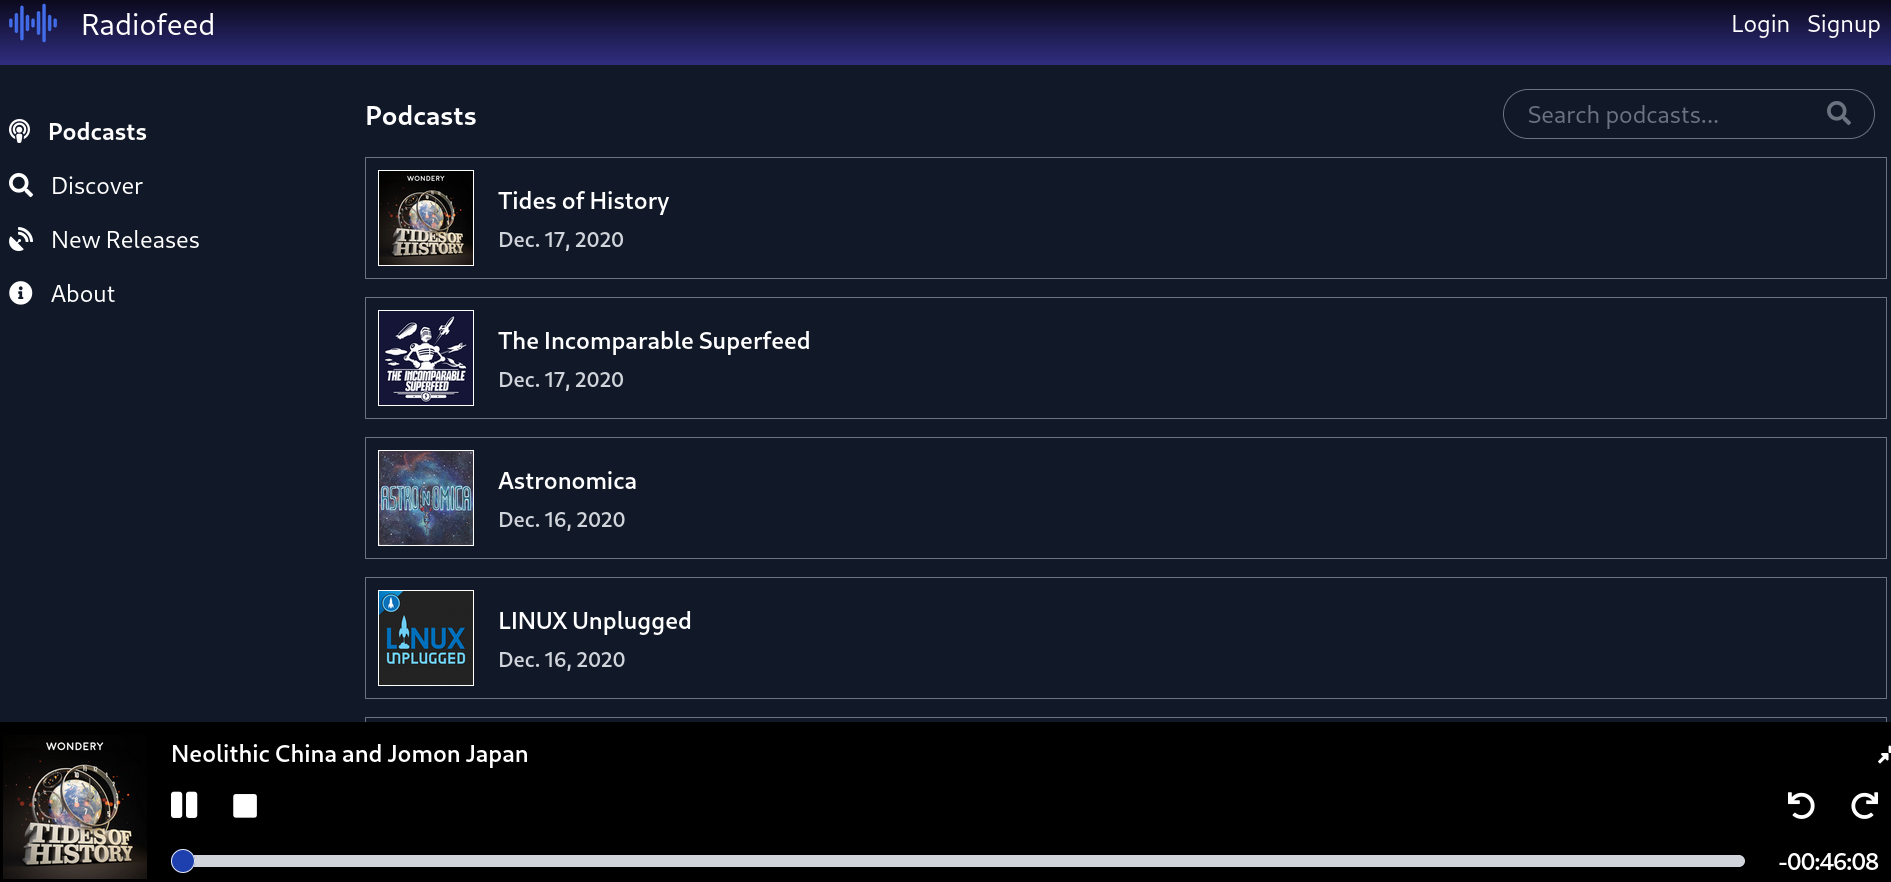 Radiofeed
Login Signup
Podcasts
Discover
New Releases
About
Podcasts
Search podcasts...
WONDERY
TIDES OF
HISTORY
Tides of History
Dec. 17, 2020
THE INCOMPARABLE
SUPERFEED
The Incomparable Superfeed
Dec. 17, 2020
ASTRONOMICA
Astronomica
Dec. 16, 2020
LINUX
UNPLUGGED
LINUX Unplugged
Dec. 16, 2020
WONDERY
TIDES OF
HISTORY
Neolithic China and Jomon Japan
-00:46:08